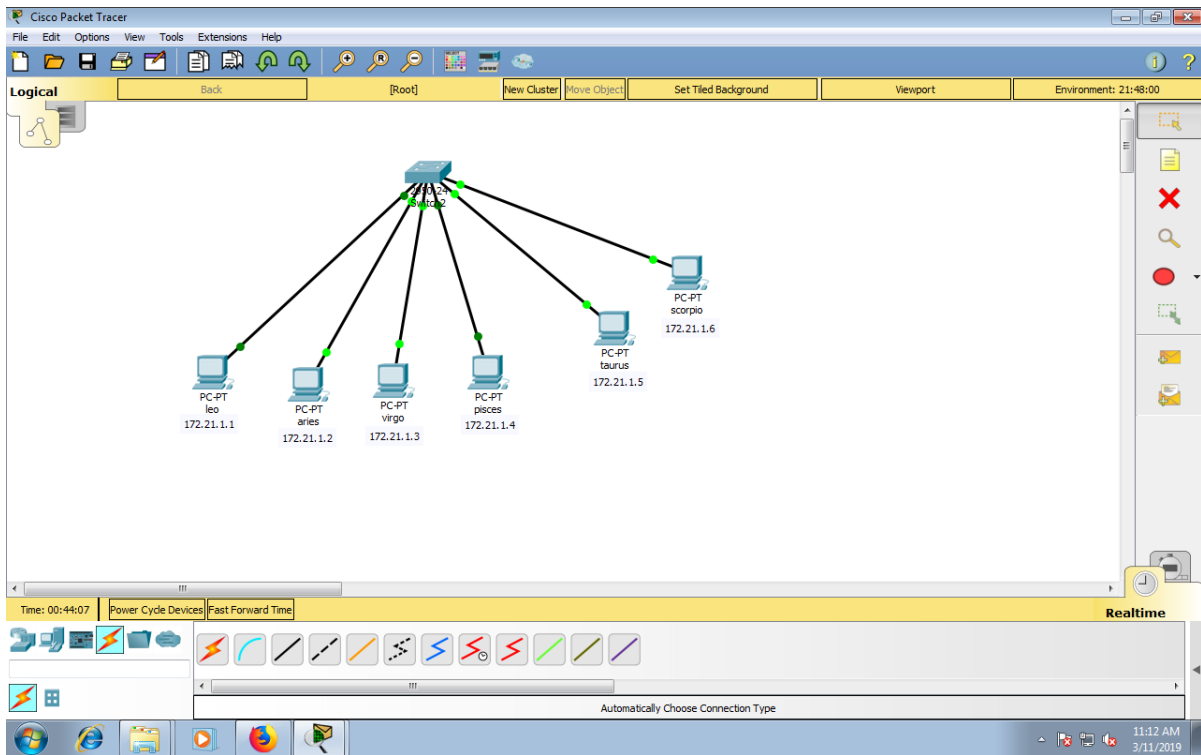 Cisco Packet Tracer
File Edit Options View Tools Extensions Help
Logical Back [Root] New Cluster Move Object Set Tiled Background Viewport Environment: 21:48:00
2950-24
Switch2
PC-PT
scorpio
172.21.1.6
PC-PT
taurus
172.21.1.5
PC-PT
leo
172.21.1.1
PC-PT
aries
172.21.1.2
PC-PT
virgo
172.21.1.3
PC-PT
pisces
172.21.1.4
Time: 00:44:07 Power Cycle Devices Fast Forward Time Realtime
Automatically Choose Connection Type
11:12 AM
3/11/2019